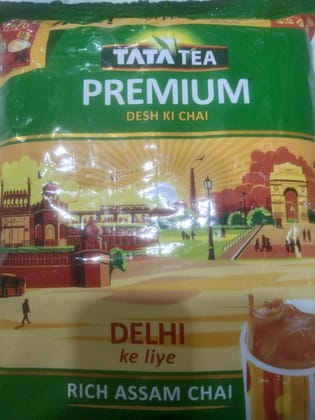 TATA TEA
PREMIUM
DESH KI CHAI
DELHI
ke liye
RICH ASSAM CHAI